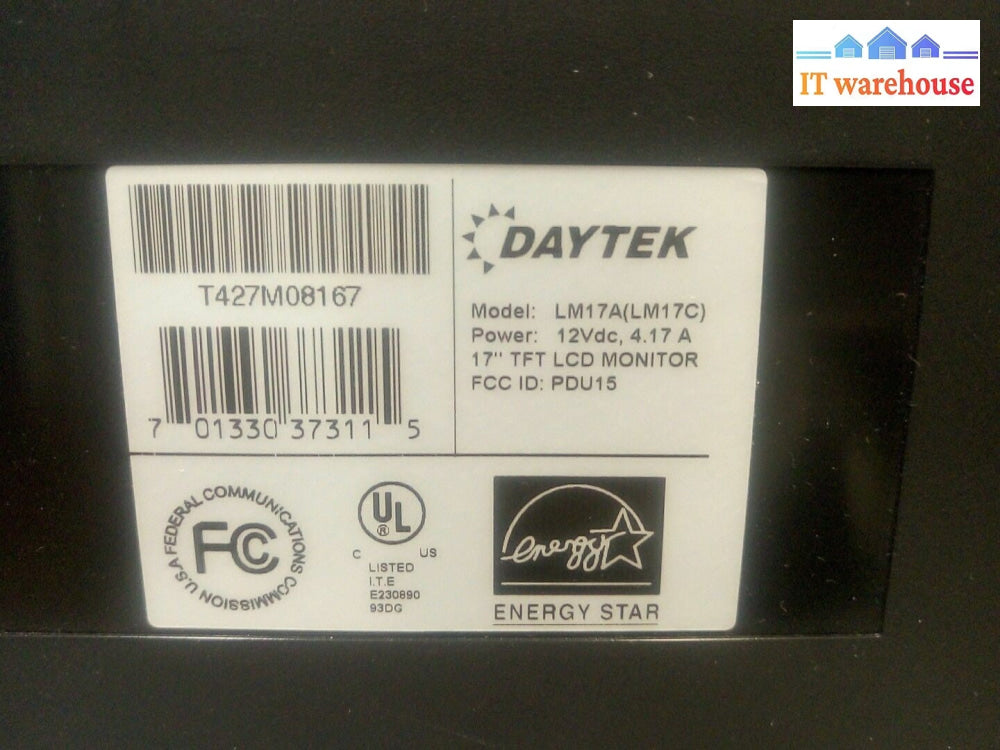 IT warehouse
T427M08167
7 01330 37311 5
DAYTEK
Model: LM17A(LM17C)
Power: 12Vdc, 4.17 A
17" TFT LCD MONITOR
FCC ID: PDU15
FEDERAL COMMUNICATIONS COMMISSION U.S.A
FC
UL
®
C US
LISTED
I.T.E
E230890
93DG
energy
ENERGY STAR